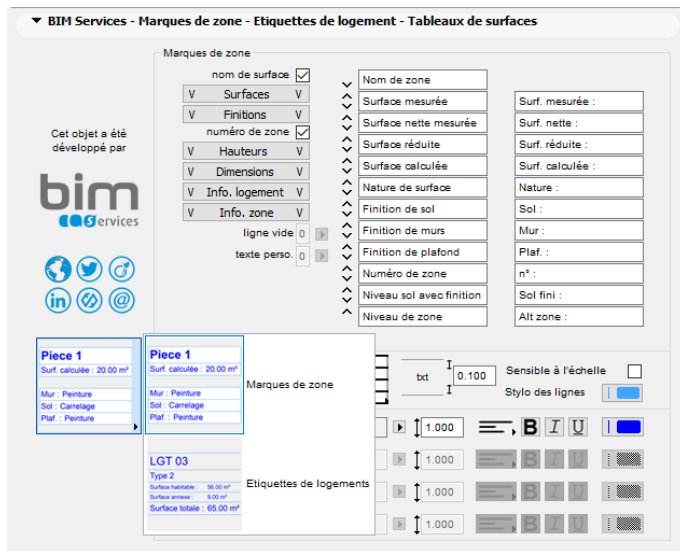 BIM Services - Marques de zone - Etiquettes de logement - Tableaux de surfaces
Marques de zone
nom de surface
V Surfaces V
V Finitions V
numéro de zone
V Hauteurs V
V Dimensions V
V Info. logement V
V Info. zone V
ligne vide 0
texte perso. 0
Cet objet a été
développé par
bim
Services
Nom de zone
Surface mesurée Surf. mesurée :
Surface nette mesurée Surf. nette :
Surface réduite Surf. réduite :
Surface calculée Surf. calculée :
Nature de surface Nature :
Finition de sol Sol :
Finition de murs Mur :
Finition de plafond Plaf. :
Numéro de zone n° :
Niveau sol avec finition Sol fini :
Niveau de zone Alt zone :
Piece 1
Surf. calculée : 20.00 m²
Mur : Peinture
Sol : Carrelage
Plaf. : Peinture
Piece 1
Surf. calculée : 20.00 m²
Mur : Peinture
Sol : Carrelage
Plaf. : Peinture
Marques de zone
LGT 03
Type 2
Surface habitable : 56.00 m²
Surface annexe : 9.00 m²
Surface totale : 65.00 m²
Etiquettes de logements
txt 0.100
Sensible à l'échelle
Stylo des lignes
1.000 B I U
1.000 B I U
1.000 B I U
1.000 B I U